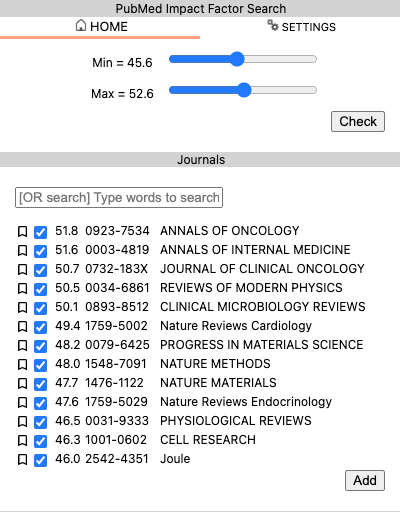 PubMed Impact Factor Search
HOME
SETTINGS
Min = 45.6
Max = 52.6
Check
Journals
[OR search] Type words to search
51.8 0923-7534 ANNALS OF ONCOLOGY
51.6 0003-4819 ANNALS OF INTERNAL MEDICINE
50.7 0732-183X JOURNAL OF CLINICAL ONCOLOGY
50.5 0034-6861 REVIEWS OF MODERN PHYSICS
50.1 0893-8512 CLINICAL MICROBIOLOGY REVIEWS
49.4 1759-5002 Nature Reviews Cardiology
48.2 0079-6425 PROGRESS IN MATERIALS SCIENCE
48.0 1548-7091 NATURE METHODS
47.7 1476-1122 NATURE MATERIALS
47.6 1759-5029 Nature Reviews Endocrinology
46.5 0031-9333 PHYSIOLOGICAL REVIEWS
46.3 1001-0602 CELL RESEARCH
46.0 2542-4351 Joule
Add